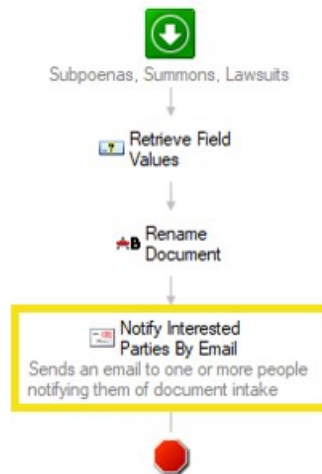 Subpoenas, Summons, Lawsuits
Retrieve Field
Values
Rename
Document
Notify Interested
Parties By Email
Sends an email to one or more people
notifying them of document intake